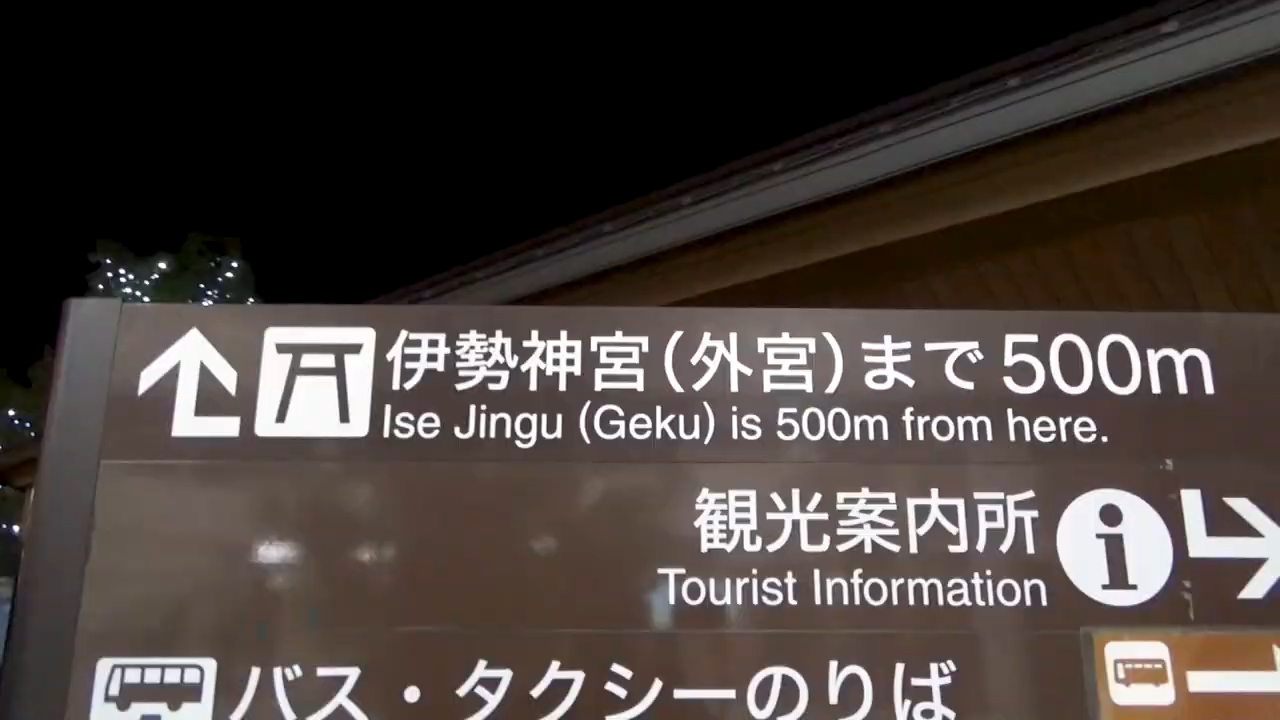 伊勢神宮(外宮)まで500m
Ise Jingu (Geku) is 500m from here.
観光案内所
Tourist Information
バス・タクシーのりば